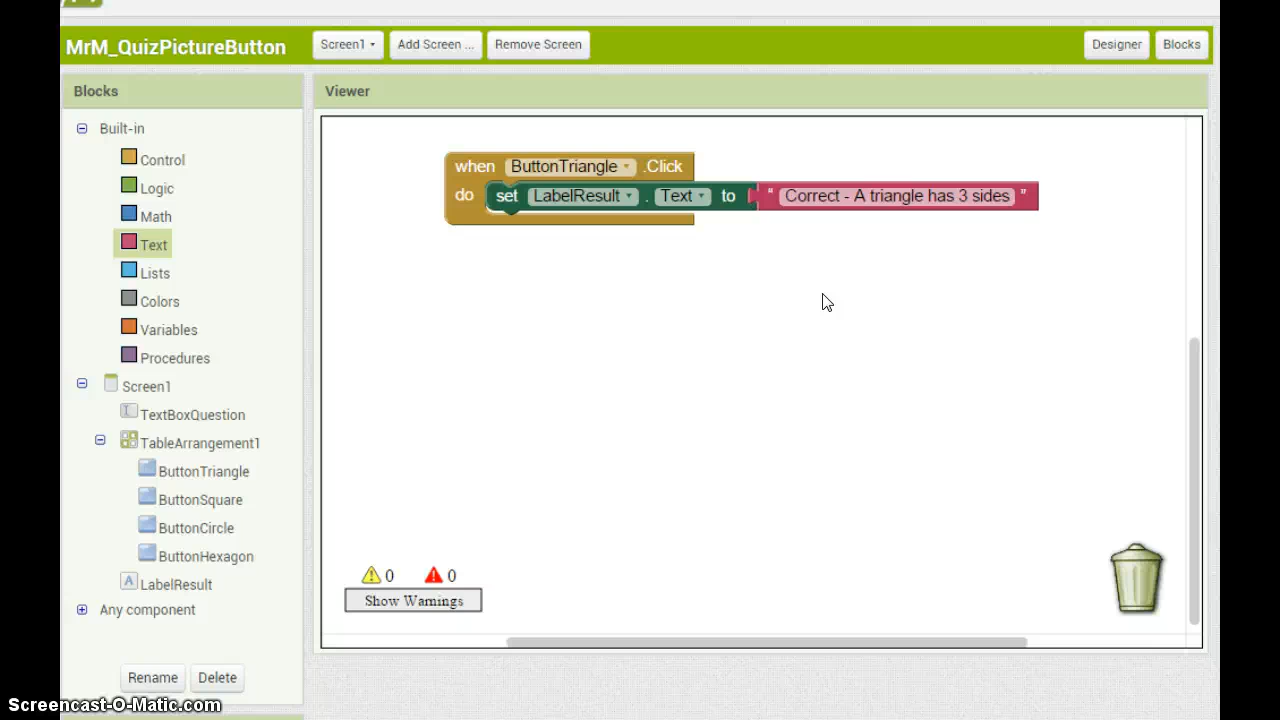 MrM_QuizPictureButton Screen1 Add Screen ... Remove Screen Designer Blocks
Blocks
Built-in
Control
Logic
Math
Text
Lists
Colors
Variables
Procedures
Screen1
TextBoxQuestion
TableArrangement1
ButtonTriangle
ButtonSquare
ButtonCircle
ButtonHexagon
LabelResult
Any component
Rename Delete
Viewer
when ButtonTriangle .Click
do set LabelResult . Text to “ Correct - A triangle has 3 sides ”
0 0
Show Warnings
Screencast-O-Matic.com